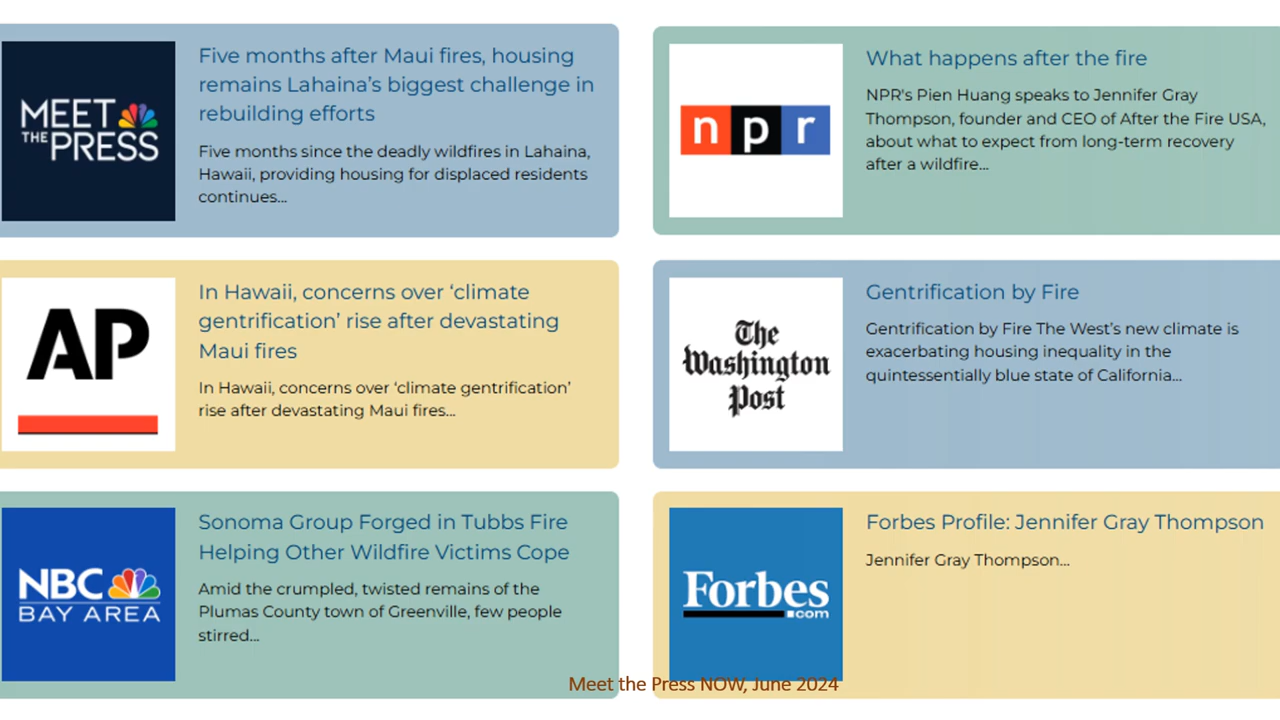 MEET
THE PRESS
Five months after Maui fires, housing
remains Lahaina’s biggest challenge in
rebuilding efforts
Five months since the deadly wildfires in Lahaina,
Hawaii, providing housing for displaced residents
continues...
npr
What happens after the fire
NPR's Pien Huang speaks to Jennifer Gray
Thompson, founder and CEO of After the Fire USA,
about what to expect from long-term recovery
after a wildfire...
AP
In Hawaii, concerns over ‘climate
gentrification’ rise after devastating
Maui fires
In Hawaii, concerns over ‘climate gentrification’
rise after devastating Maui fires...
The
Washington
Post
Gentrification by Fire
Gentrification by Fire The West’s new climate is
exacerbating housing inequality in the
quintessentially blue state of California...
NBC
BAY AREA
Sonoma Group Forged in Tubbs Fire
Helping Other Wildfire Victims Cope
Amid the crumpled, twisted remains of the
Plumas County town of Greenville, few people
stirred...
Forbes
.com
Forbes Profile: Jennifer Gray Thompson
Jennifer Gray Thompson...
Meet the Press NOW, June 2024